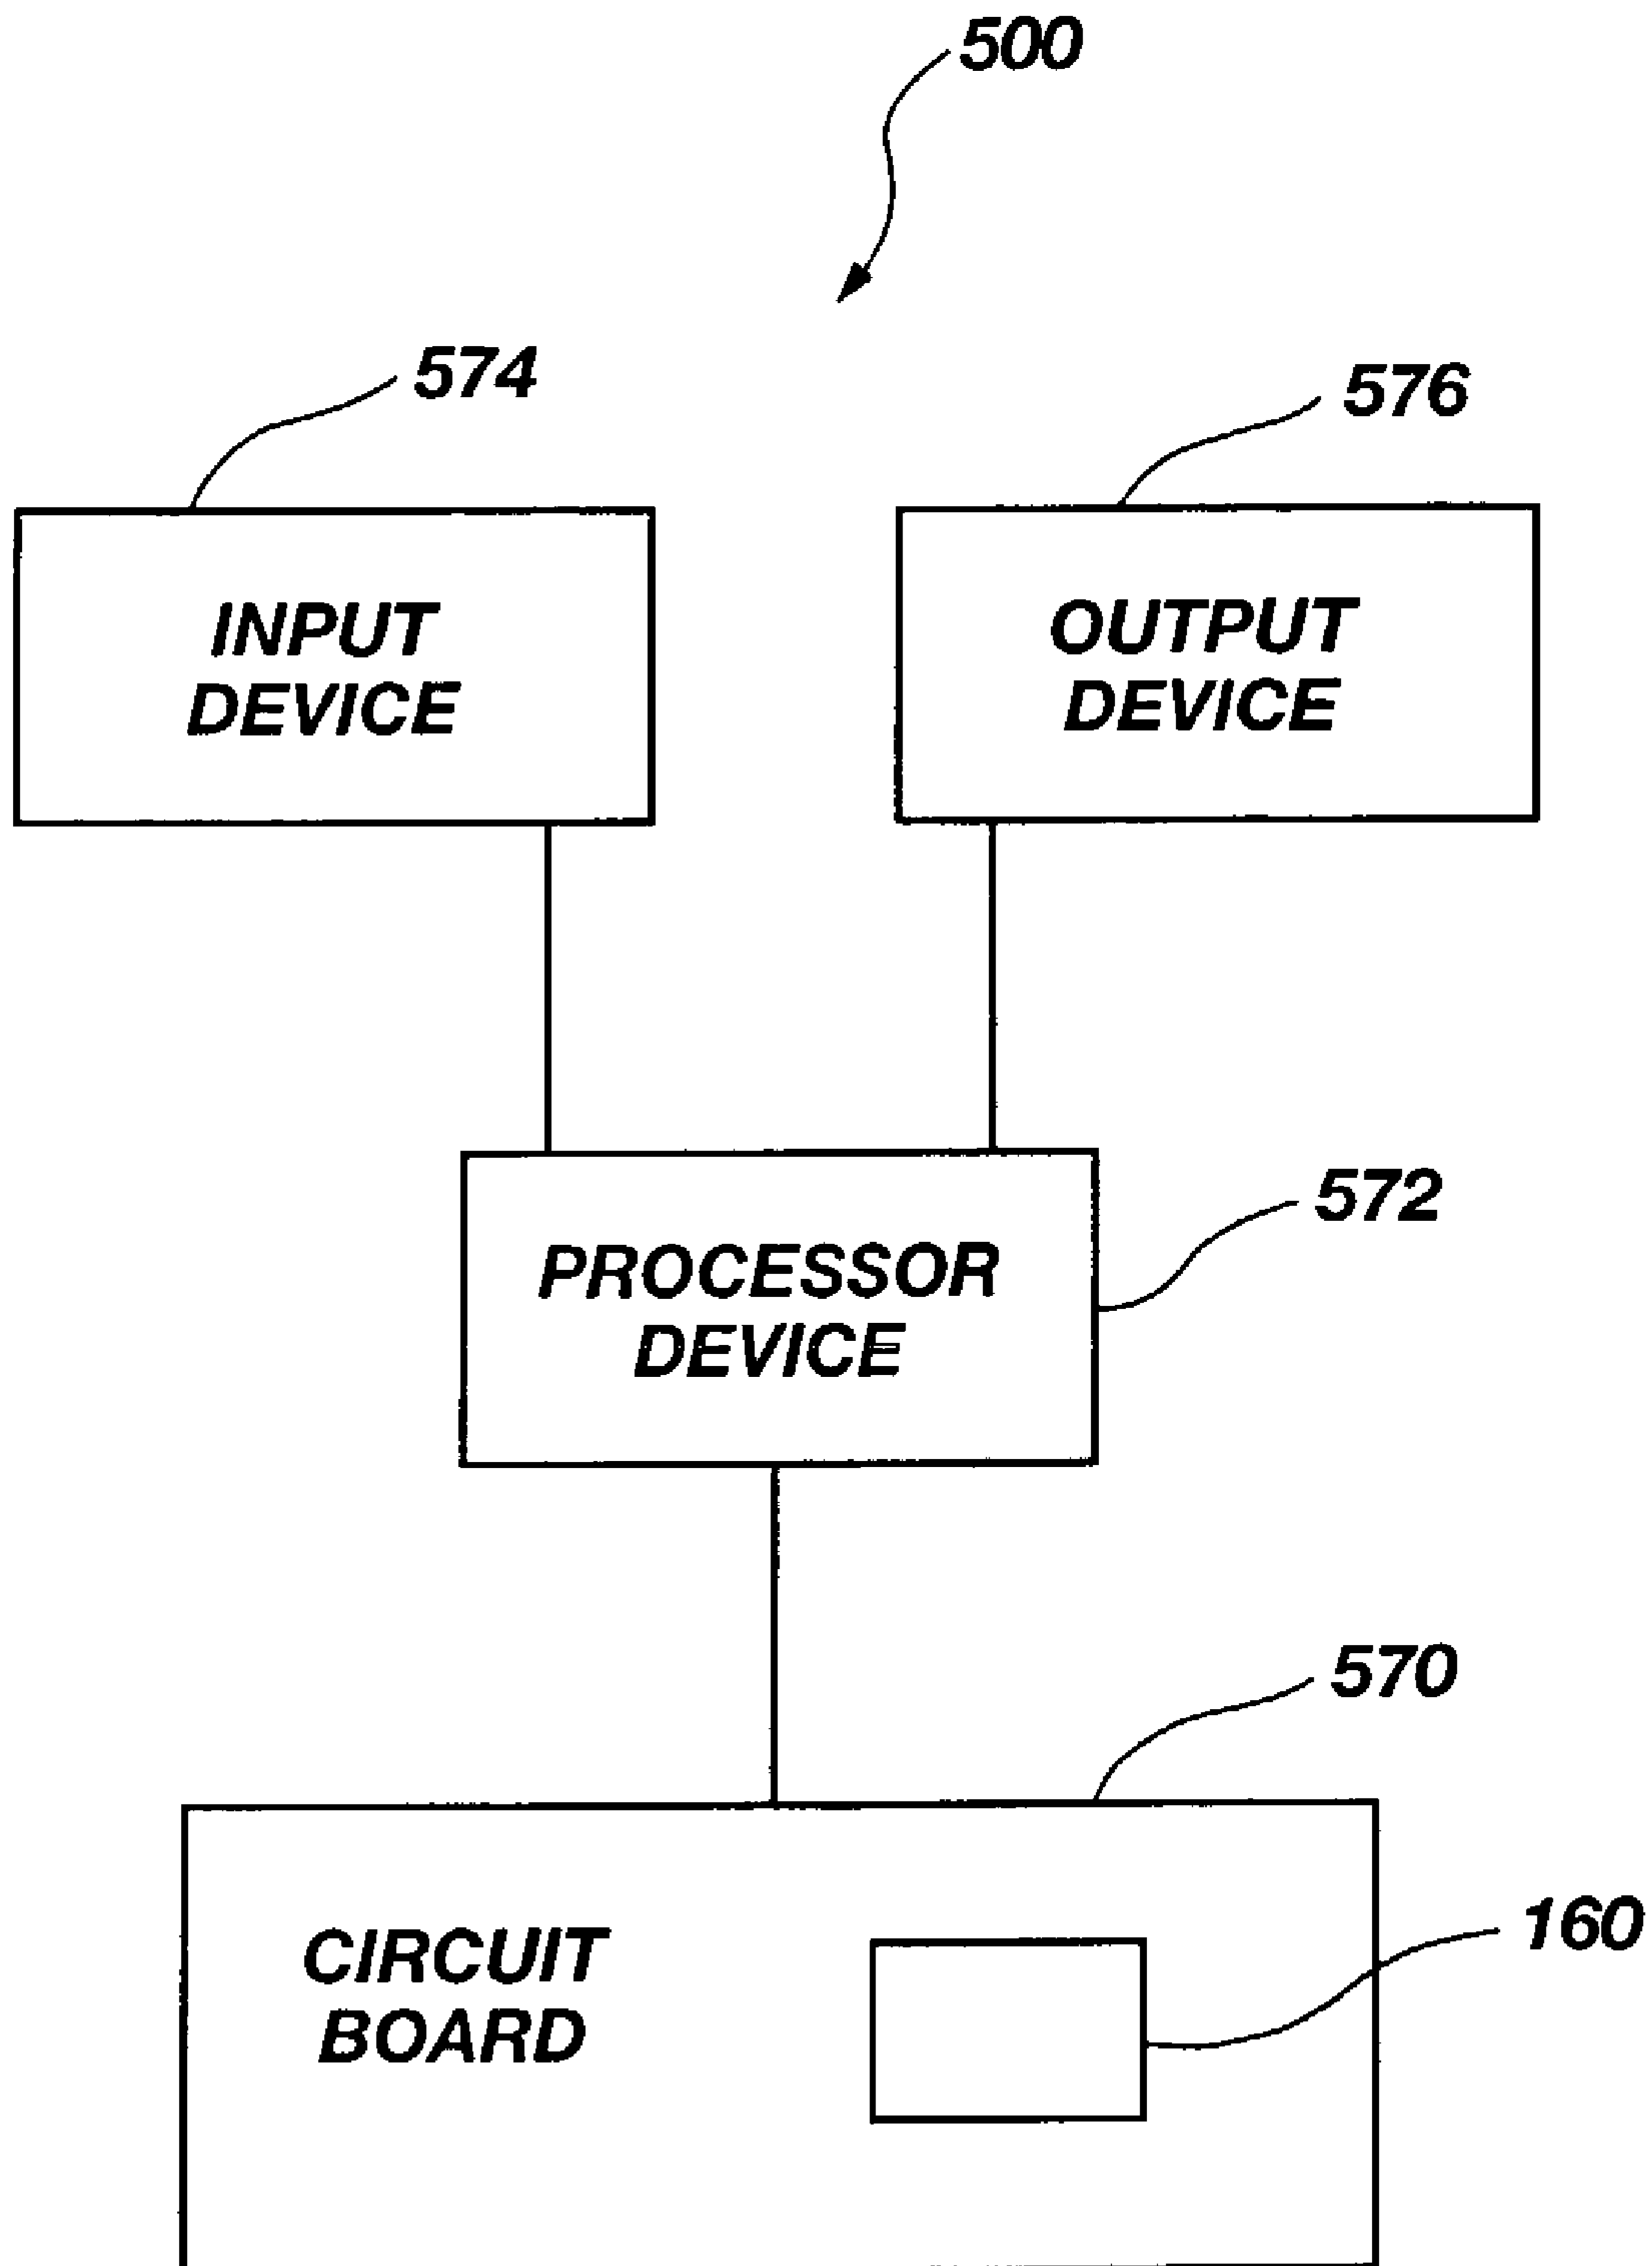 500
574
576
INPUT
DEVICE
OUTPUT
DEVICE
572
PROCESSOR
DEVICE
570
160
CIRCUIT
BOARD